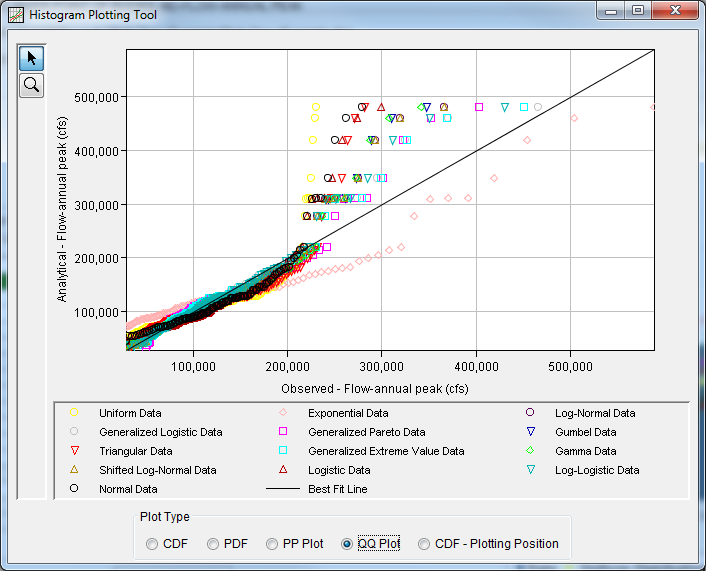 Histogram Plotting Tool
Analytical - Flow-annual peak (cfs)
500,000
400,000
300,000
200,000
100,000
100,000 200,000 300,000 400,000 500,000
Observed - Flow-annual peak (cfs)
Uniform Data Exponential Data Log-Normal Data
Generalized Logistic Data Generalized Pareto Data Gumbel Data
Triangular Data Generalized Extreme Value Data Gamma Data
Shifted Log-Normal Data Logistic Data Log-Logistic Data
Normal Data Best Fit Line
Plot Type
CDF PDF PP Plot QQ Plot CDF - Plotting Position